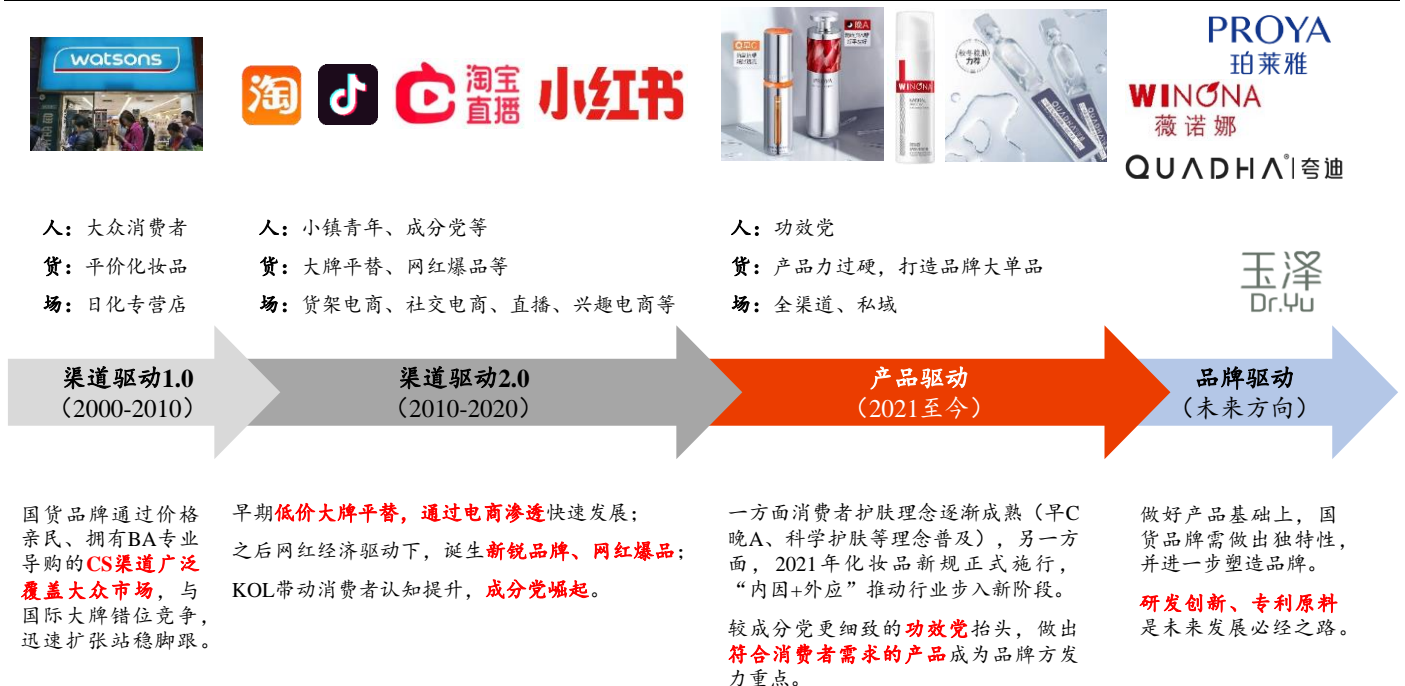 watsons
淘
淘宝
直播
小红书
PROYA
WINONA
QUADHA
PROYA
珀莱雅
WINONA
薇诺娜
QUADHA®|夸迪
玉泽
Dr.Yu
人：大众消费者
货：平价化妆品
场：日化专营店
人：小镇青年、成分党等
货：大牌平替、网红爆品等
场：货架电商、社交电商、直播、兴趣电商等
人：功效党
货：产品力过硬，打造品牌大单品
场：全渠道、私域
渠道驱动1.0
（2000-2010）
渠道驱动2.0
（2010-2020）
产品驱动
（2021至今）
品牌驱动
（未来方向）
国货品牌通过价格
亲民、拥有BA专业
导购的CS渠道广泛
覆盖大众市场，与
国际大牌错位竞争，
迅速扩张站稳脚跟。
早期低价大牌平替，通过电商渗透快速发展；
之后网红经济驱动下，诞生新锐品牌、网红爆品；
KOL带动消费者认知提升，成分党崛起。
一方面消费者护肤理念逐渐成熟（早C
晚A、科学护肤等理念普及），另一方
面，2021年化妆品新规正式施行，
“内因+外应”推动行业步入新阶段。
较成分党更细致的功效党抬头，做出
符合消费者需求的产品成为品牌方发
力重点。
做好产品基础上，国
货品牌需做出独特性，
并进一步塑造品牌。
研发创新、专利原料
是未来发展必经之路。